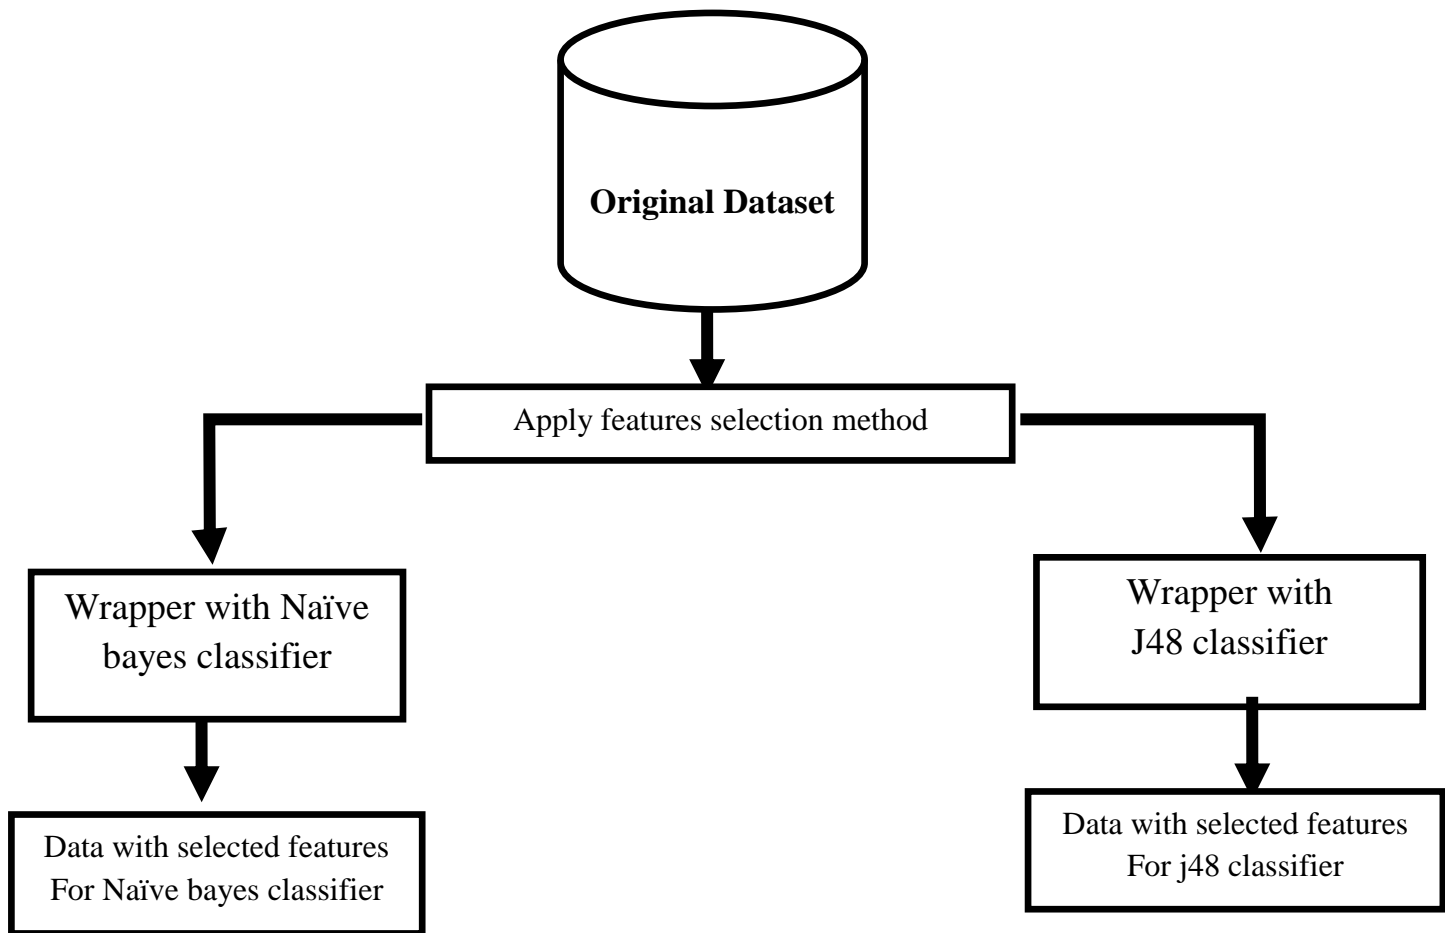 Original Dataset
Apply features selection method
Wrapper with Naïve
bayes classifier
Wrapper with
J48 classifier
Data with selected features
For Naïve bayes classifier
Data with selected features
For j48 classifier